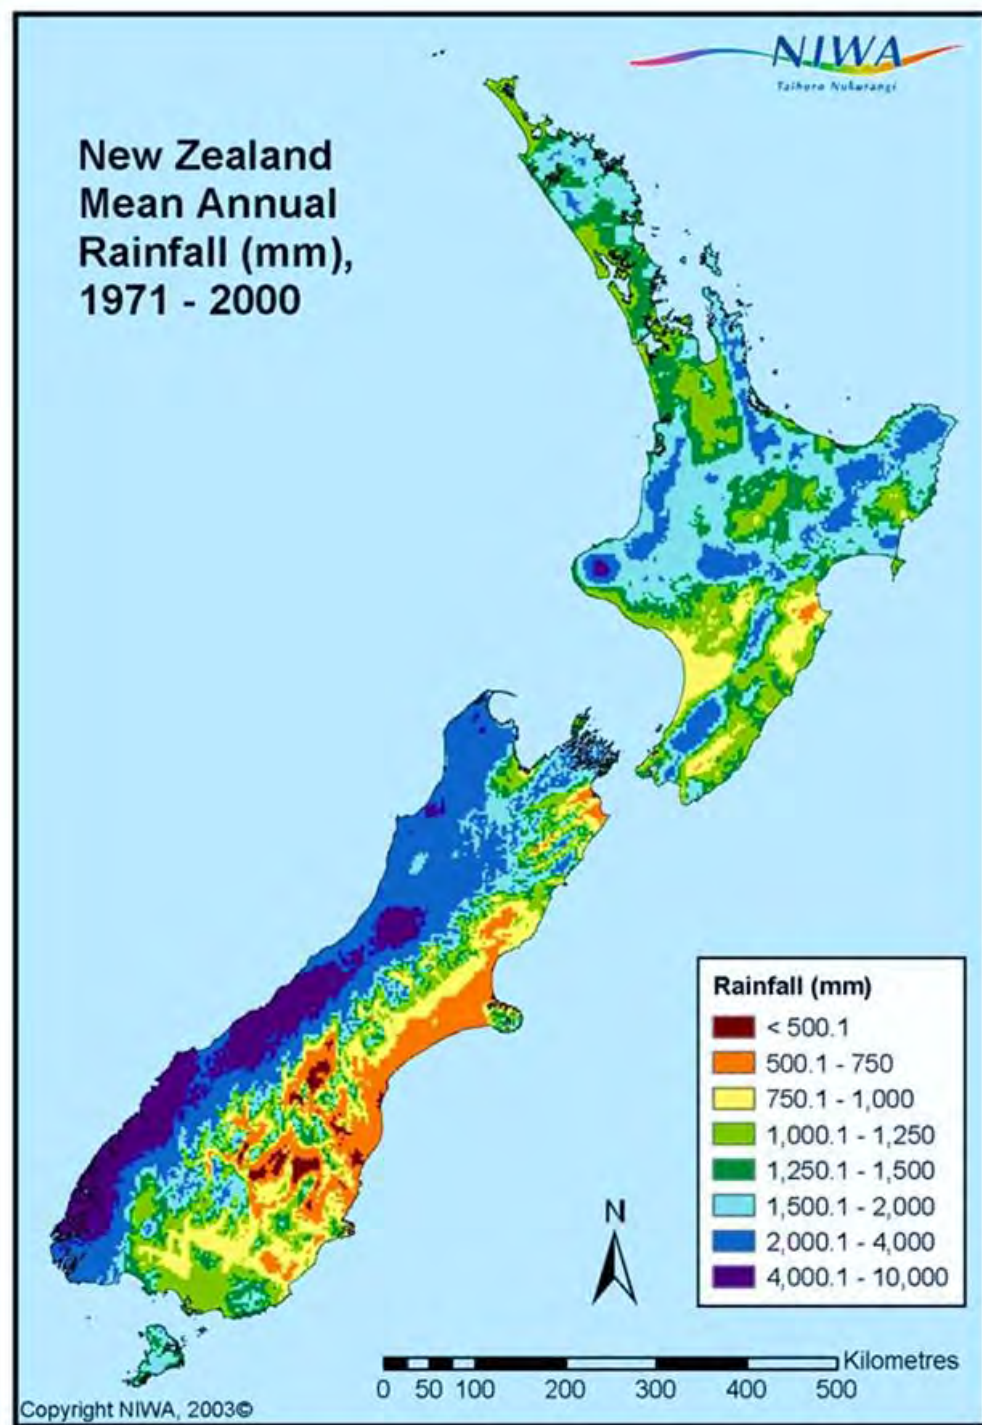 NIWA
Taihoro Nukurangi
New Zealand
Mean Annual
Rainfall (mm),
1971 - 2000
Rainfall (mm)
< 500.1
500.1 - 750
750.1 - 1,000
1,000.1 - 1,250
1,250.1 - 1,500
1,500.1 - 2,000
2,000.1 - 4,000
4,000.1 - 10,000
N
Kilometres
0 50 100 200 300 400 500
Copyright NIWA, 2003©